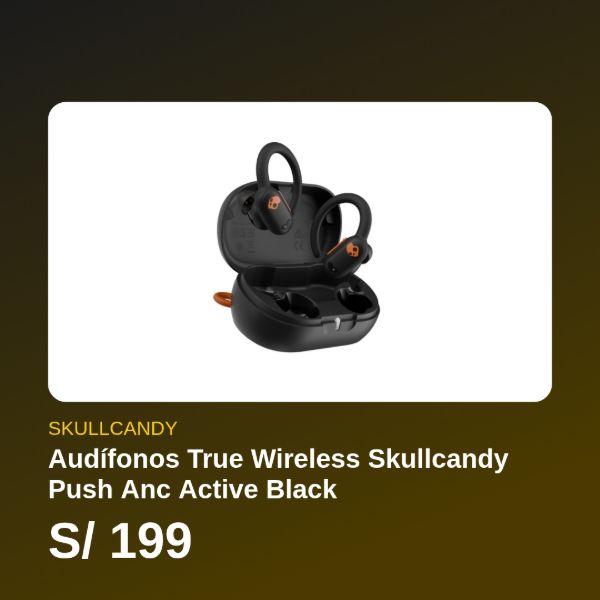 SKULLCANDY
Audífonos True Wireless Skullcandy
Push Anc Active Black
S/ 199